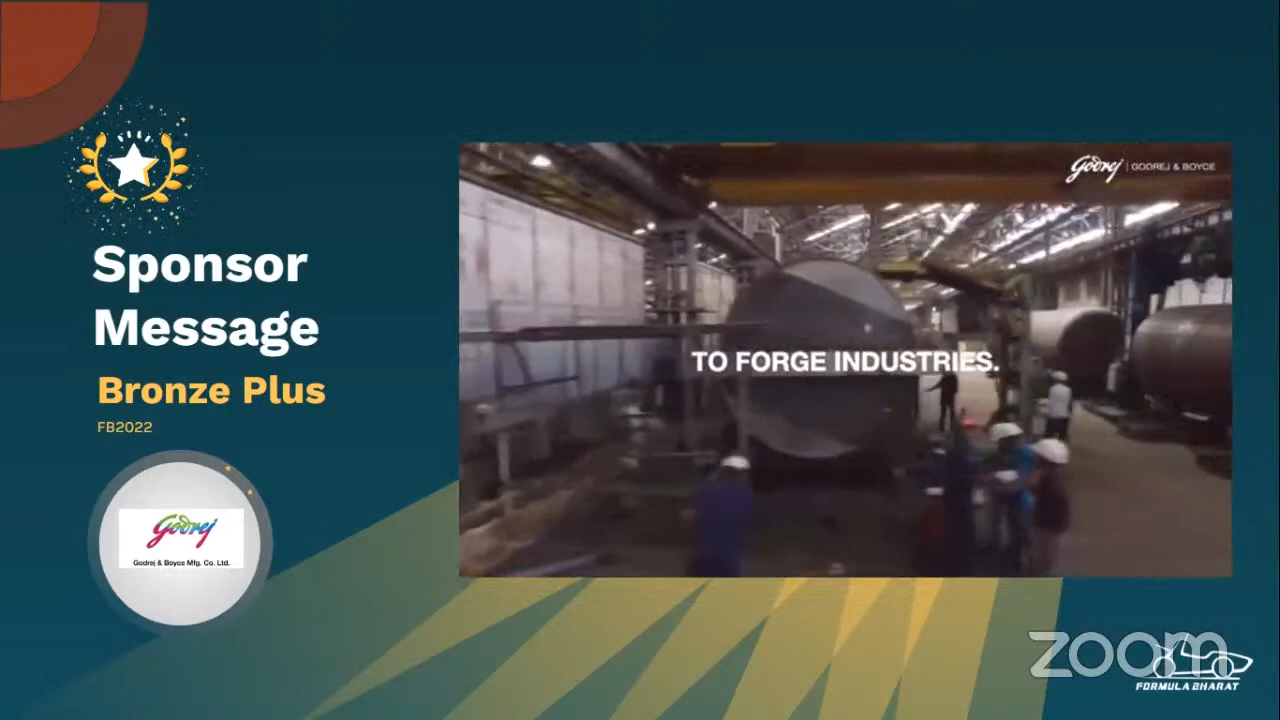 Sponsor
Message
Bronze Plus
FB2022
Godrej
Godrej & Boyce Mfg. Co. Ltd.
Godrej | GODREJ & BOYCE
TO FORGE INDUSTRIES.
zoom
FORMULA BHARAT